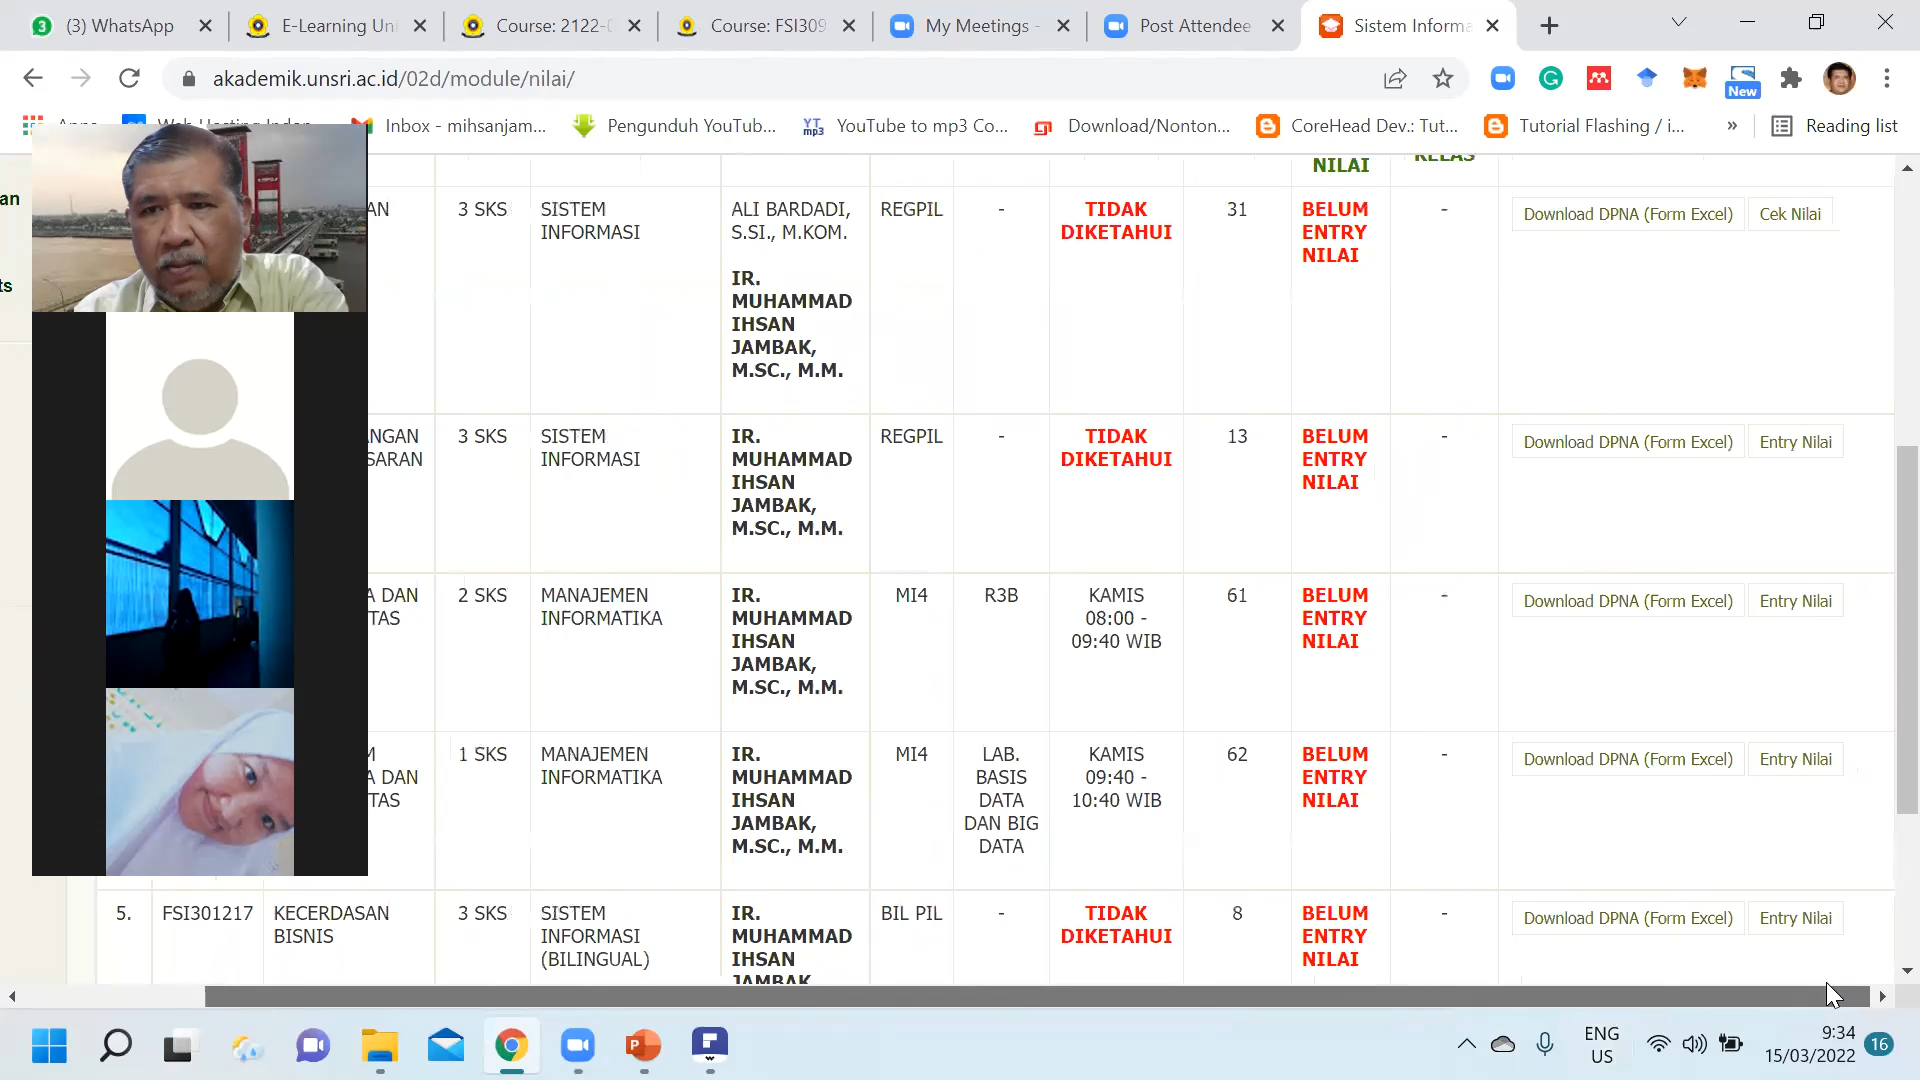 (3) WhatsApp
E-Learning Uni
Course: 2122-
Course: FSI309
My Meetings -
Post Attendee
Sistem Informa
akademik.unsri.ac.id/02d/module/nilai/
New
Inbox - mihsanjam...
Pengunduh YouTub...
YT mp3
YouTube to mp3 Co...
Download/Nonton...
CoreHead Dev.: Tut...
Tutorial Flashing / i...
»
Reading list
an
ts
NILAI
KELAS
AN
3 SKS
SISTEM
INFORMASI
ALI BARDADI,
S.SI., M.KOM.
IR.
MUHAMMAD
IHSAN
JAMBAK,
M.SC., M.M.
REGPIL
-
TIDAK
DIKETAHUI
31
BELUM
ENTRY
NILAI
-
Download DPNA (Form Excel)
Cek Nilai
NGAN
SARAN
3 SKS
SISTEM
INFORMASI
IR.
MUHAMMAD
IHSAN
JAMBAK,
M.SC., M.M.
REGPIL
-
TIDAK
DIKETAHUI
13
BELUM
ENTRY
NILAI
-
Download DPNA (Form Excel)
Entry Nilai
A DAN
TAS
2 SKS
MANAJEMEN
INFORMATIKA
IR.
MUHAMMAD
IHSAN
JAMBAK,
M.SC., M.M.
MI4
R3B
KAMIS
08:00 -
09:40 WIB
61
BELUM
ENTRY
NILAI
-
Download DPNA (Form Excel)
Entry Nilai
M
A DAN
TAS
1 SKS
MANAJEMEN
INFORMATIKA
IR.
MUHAMMAD
IHSAN
JAMBAK,
M.SC., M.M.
MI4
LAB.
BASIS
DATA
DAN BIG
DATA
KAMIS
09:40 -
10:40 WIB
62
BELUM
ENTRY
NILAI
-
Download DPNA (Form Excel)
Entry Nilai
5.
FSI301217
KECERDASAN
BISNIS
3 SKS
SISTEM
INFORMASI
(BILINGUAL)
IR.
MUHAMMAD
IHSAN
JAMBAK
BIL PIL
-
TIDAK
DIKETAHUI
8
BELUM
ENTRY
NILAI
-
Download DPNA (Form Excel)
Entry Nilai
ENG
US
9:34
15/03/2022
16